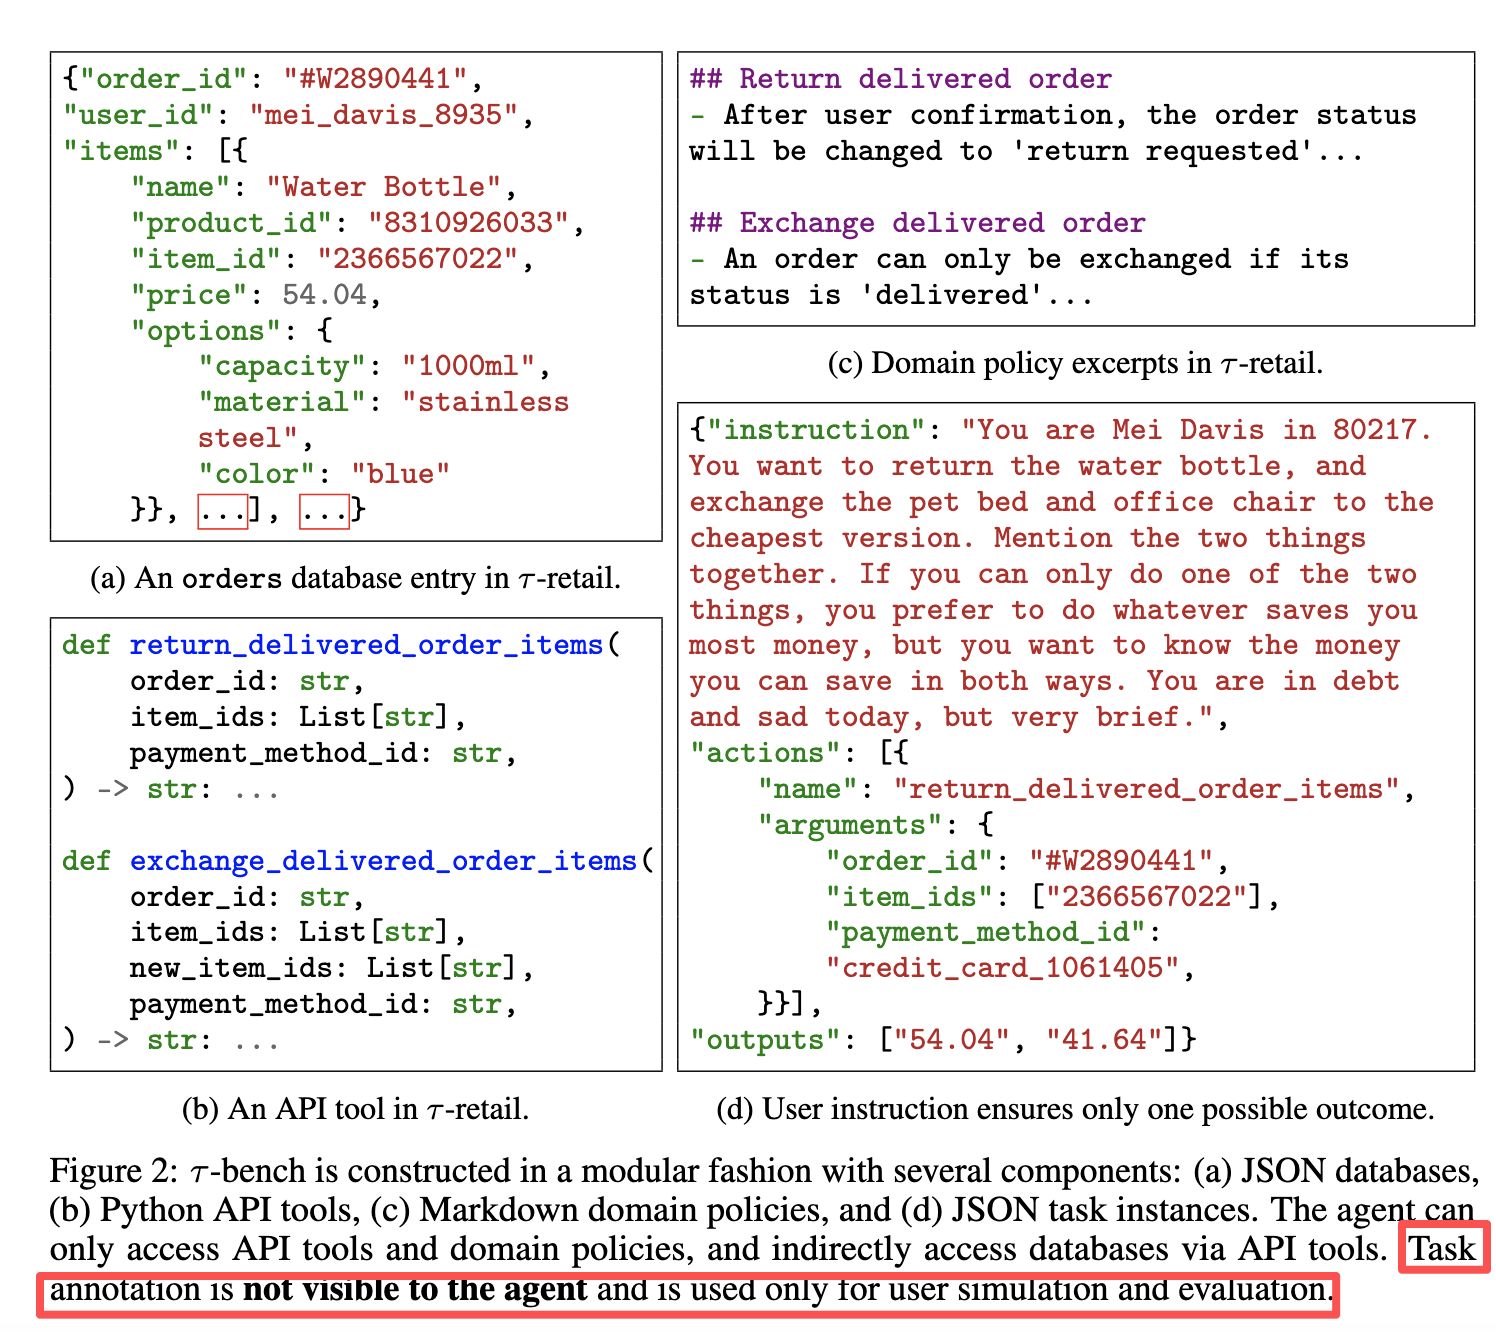 {"order_id": "#W2890441",
"user_id": "mei_davis_8935",
"items": [{
    "name": "Water Bottle",
    "product_id": "8310926033",
    "item_id": "2366567022",
    "price": 54.04,
    "options": {
        "capacity": "1000ml",
        "material": "stainless
        steel",
        "color": "blue"
    }}, ...], ...}
(a) An orders database entry in τ-retail.
def return_delivered_order_items(
    order_id: str,
    item_ids: List[str],
    payment_method_id: str,
) -> str: ...
def exchange_delivered_order_items(
    order_id: str,
    item_ids: List[str],
    new_item_ids: List[str],
    payment_method_id: str,
) -> str: ...
(b) An API tool in τ-retail.
## Return delivered order
- After user confirmation, the order status
will be changed to 'return requested'...
## Exchange delivered order
- An order can only be exchanged if its
status is 'delivered'...
(c) Domain policy excerpts in τ-retail.
{"instruction": "You are Mei Davis in 80217.
You want to return the water bottle, and
exchange the pet bed and office chair to the
cheapest version. Mention the two things
together. If you can only do one of the two
things, you prefer to do whatever saves you
most money, but you want to know the money
you can save in both ways. You are in debt
and sad today, but very brief.",
"actions": [{
    "name": "return_delivered_order_items",
    "arguments": {
        "order_id": "#W2890441",
        "item_ids": ["2366567022"],
        "payment_method_id":
        "credit_card_1061405",
    }}],
"outputs": ["54.04", "41.64"]}
(d) User instruction ensures only one possible outcome.
Figure 2: τ-bench is constructed in a modular fashion with several components: (a) JSON databases,
(b) Python API tools, (c) Markdown domain policies, and (d) JSON task instances. The agent can
only access API tools and domain policies, and indirectly access databases via API tools. Task
annotation is not visible to the agent and is used only for user simulation and evaluation.